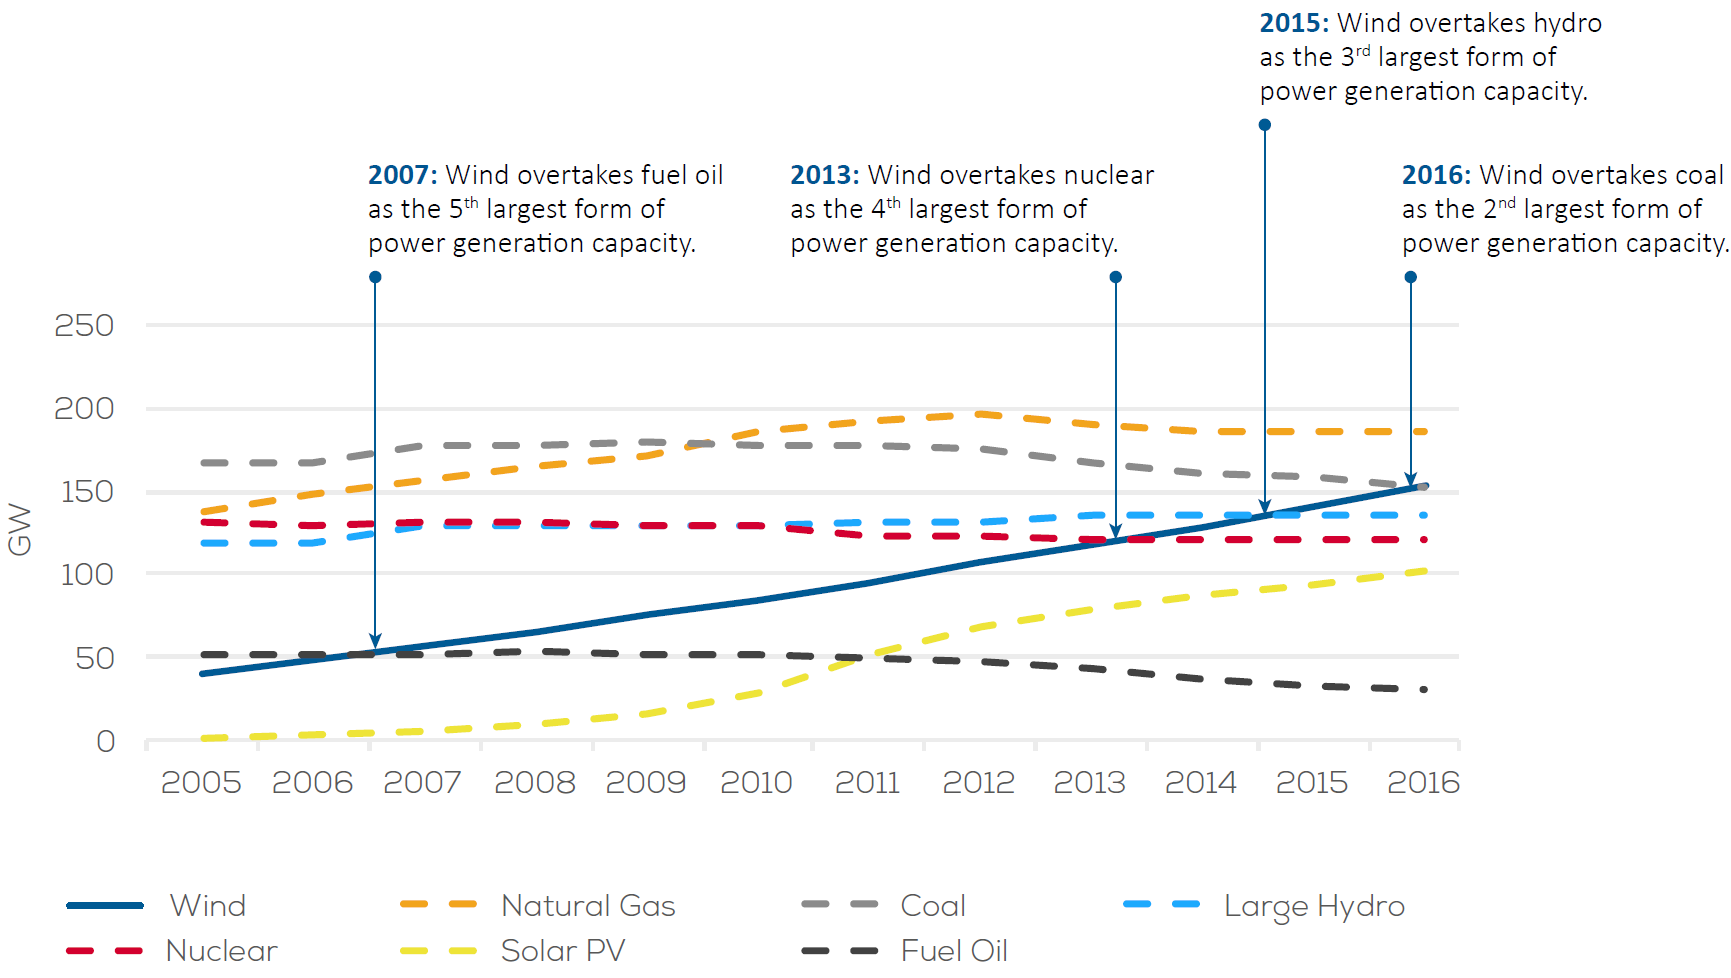 2015: Wind overtakes hydro
as the 3rd largest form of
power generation capacity.
2007: Wind overtakes fuel oil
as the 5th largest form of
power generation capacity.
2013: Wind overtakes nuclear
as the 4th largest form of
power generation capacity.
2016: Wind overtakes coal
as the 2nd largest form of
power generation capacity.
GW
250
200
150
100
50
0
2005 2006 2007 2008 2009 2010 2011 2012 2013 2014 2015 2016
Wind Natural Gas Coal Large Hydro
Nuclear Solar PV Fuel Oil